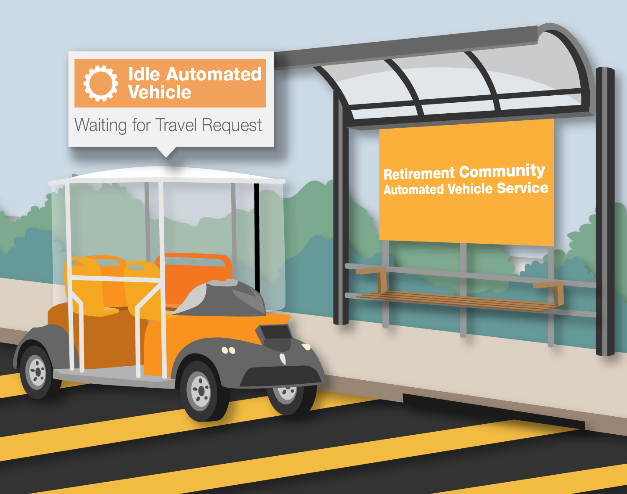 Idle Automated
Vehicle
Waiting for Travel Request
Retirement Community
Automated Vehicle Service